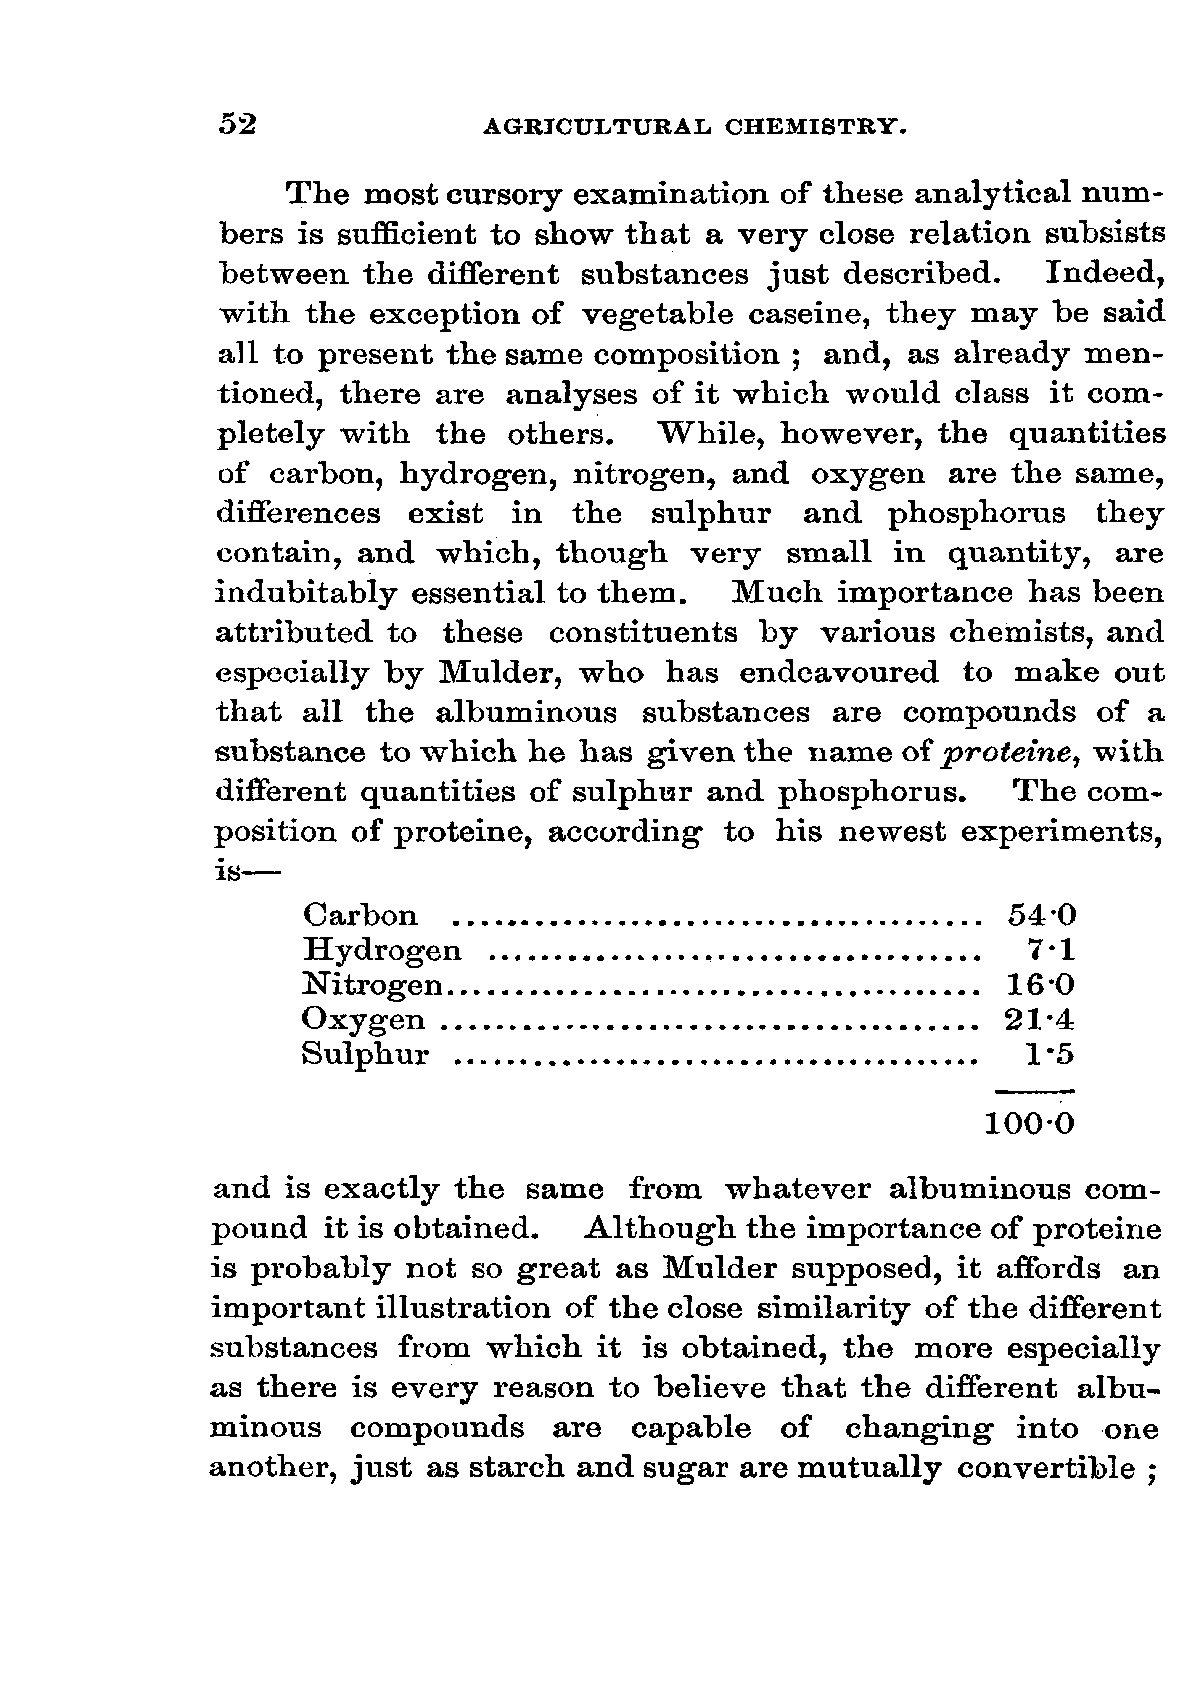 52 AGRICULTURAL CHEMISTRY.
The most cursory examination of these analytical num-
bers is sufficient to show that a very close relation subsists
between the different substances just described. Indeed,
with the exception of vegetable caseine, they may be said
all to present the same composition ; and, as already men-
tioned, there are analyses of it which would class it com-
pletely with the others. While, however, the quantities
of carbon, hydrogen, nitrogen, and oxygen are the same,
differences exist in the sulphur and phosphorus they
contain, and which, though very small in quantity, are
indubitably essential to them. Much importance has been
attributed to these constituents by various chemists, and
especially by Mulder, who has endeavoured to make out
that all the albuminous substances are compounds of a
substance to which he has given the name of proteine, with
different quantities of sulphur and phosphorus. The com-
position of proteine, according to his newest experiments,
is—
Carbon ....................................... 54·0
Hydrogen ..................................... 7·1
Nitrogen....................................... 16·0
Oxygen ........................................ 21·4
Sulphur ....................................... 1·5
100·0
and is exactly the same from whatever albuminous com-
pound it is obtained. Although the importance of proteine
is probably not so great as Mulder supposed, it affords an
important illustration of the close similarity of the different
substances from which it is obtained, the more especially
as there is every reason to believe that the different albu-
minous compounds are capable of changing into one
another, just as starch and sugar are mutually convertible ;